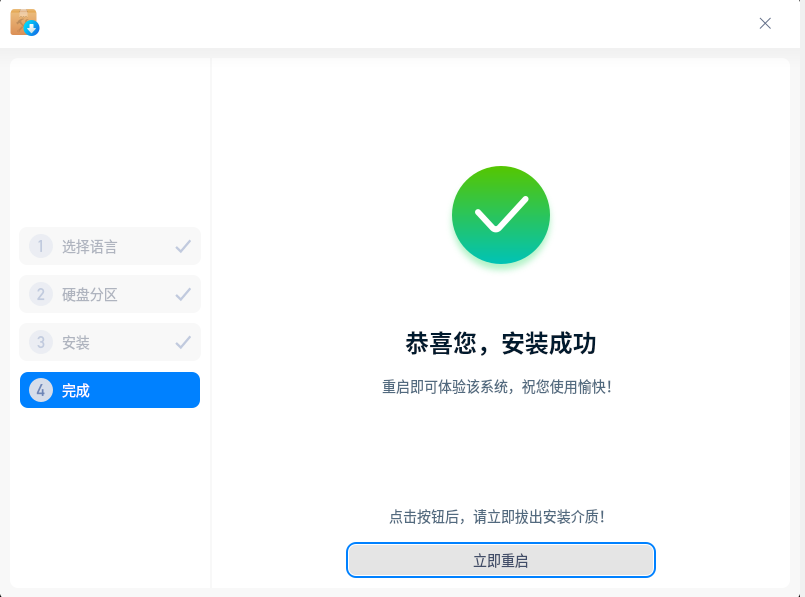 1 选择语言
2 硬盘分区
3 安装
4 完成
恭喜您，安装成功
重启即可体验该系统，祝您使用愉快！
点击按钮后，请立即拔出安装介质！
立即重启